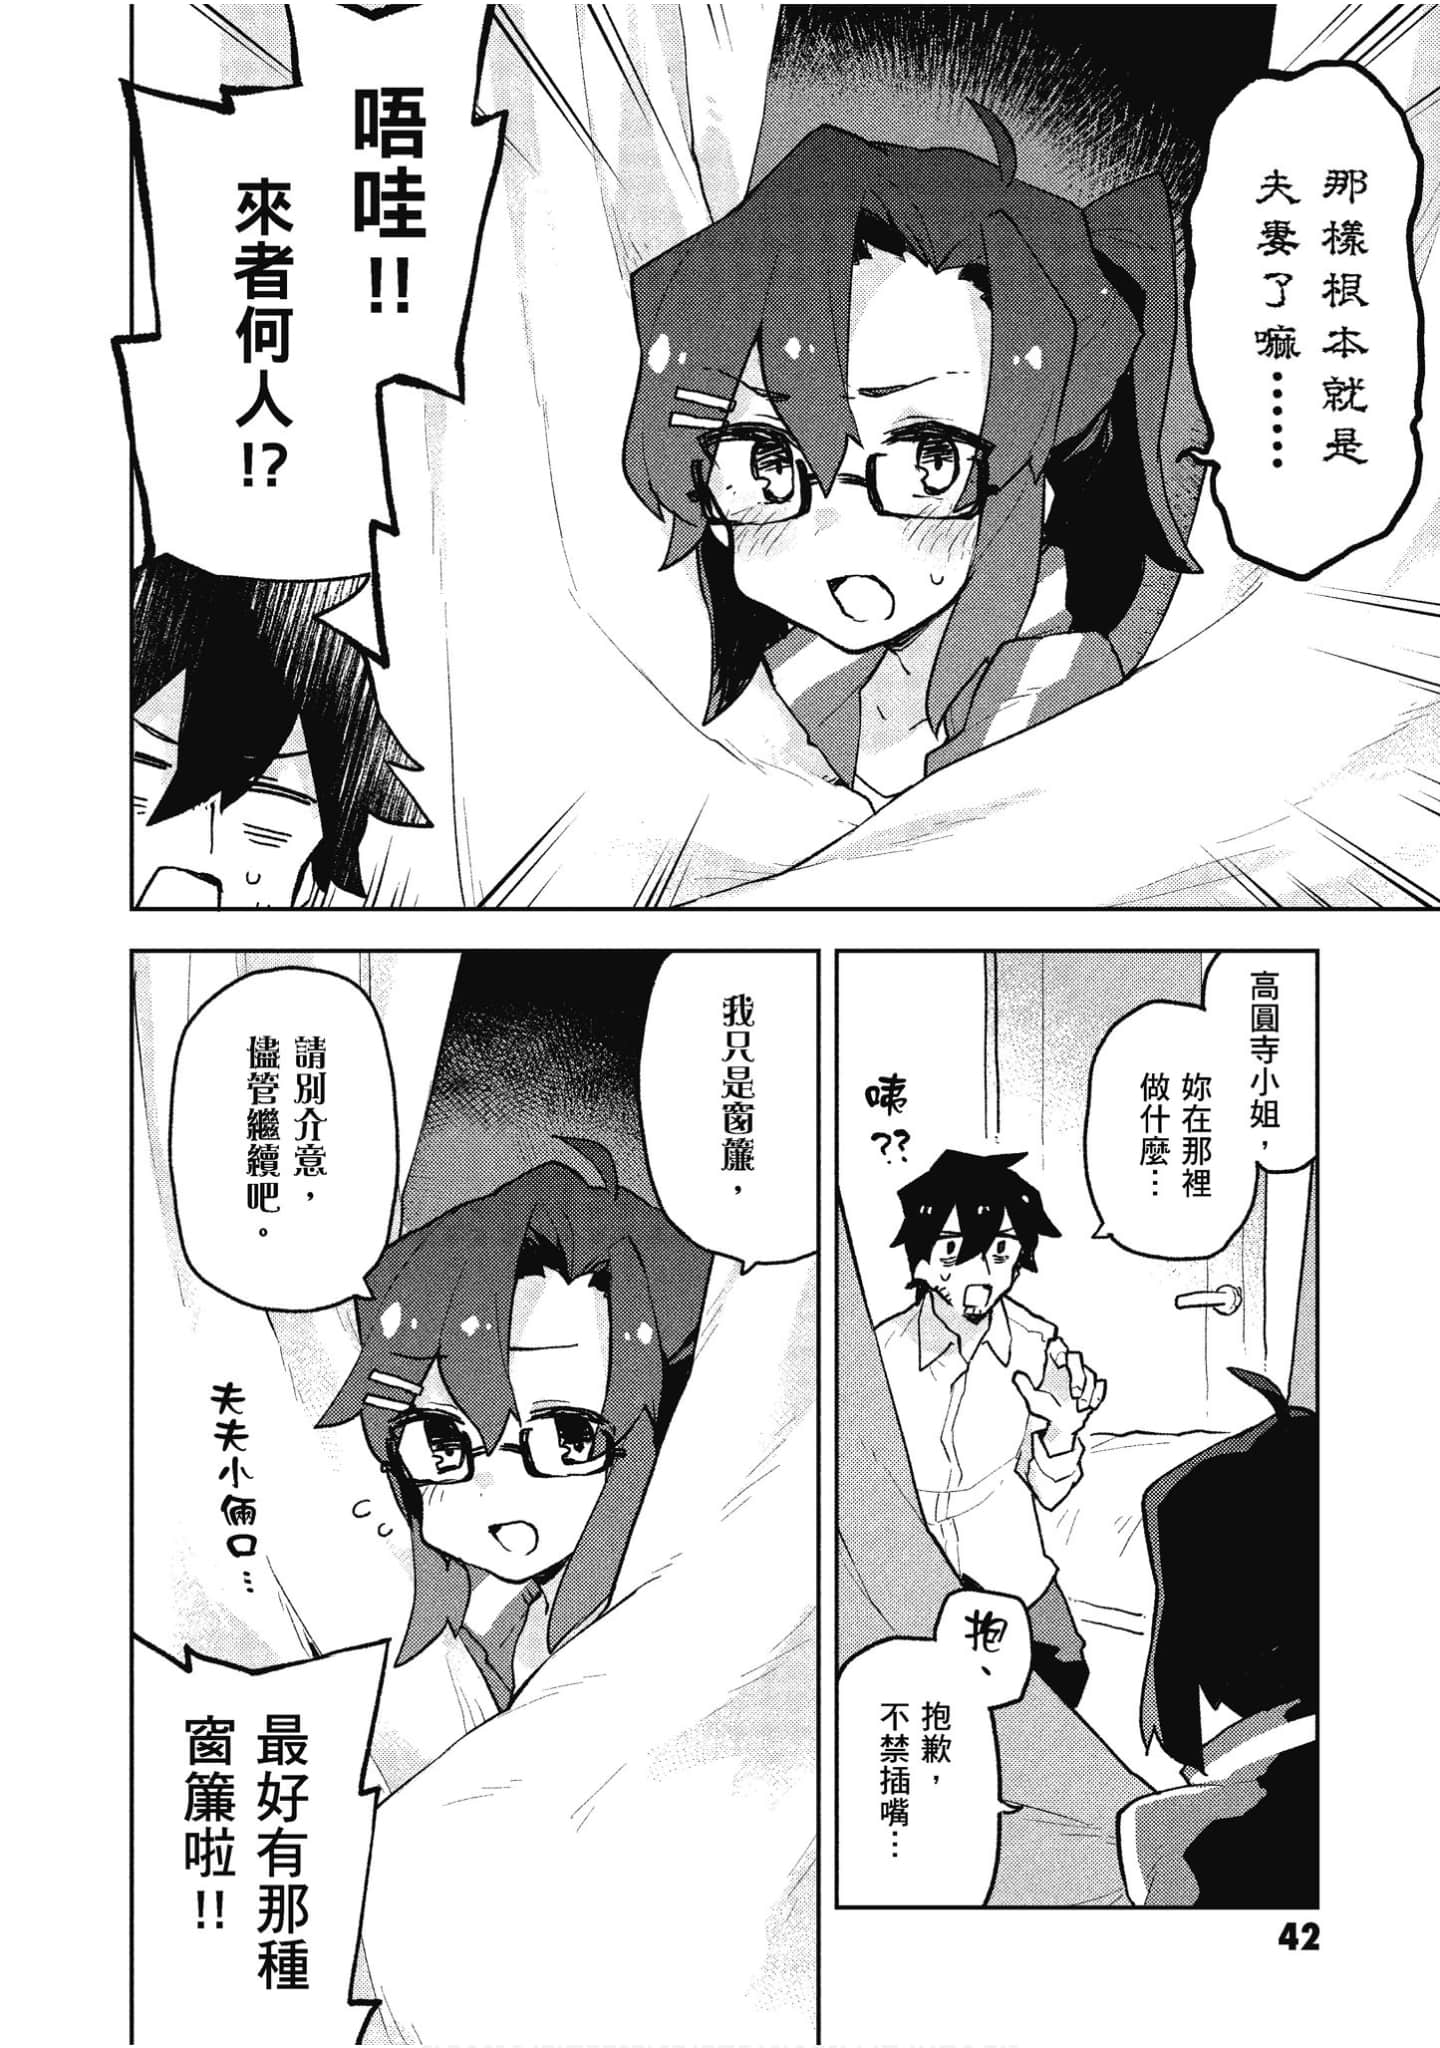 那樣根本就是
夫妻了嘛……
唔哇!!
來者何人!?
高圓寺小姐，
妳在那裡
做什麼…
咦
??
抱、
抱歉，
不禁插嘴…
我只是窗簾，
請別介意，
儘管繼續吧。
夫夫小倆口…
最好有那種
窗簾啦!!
42